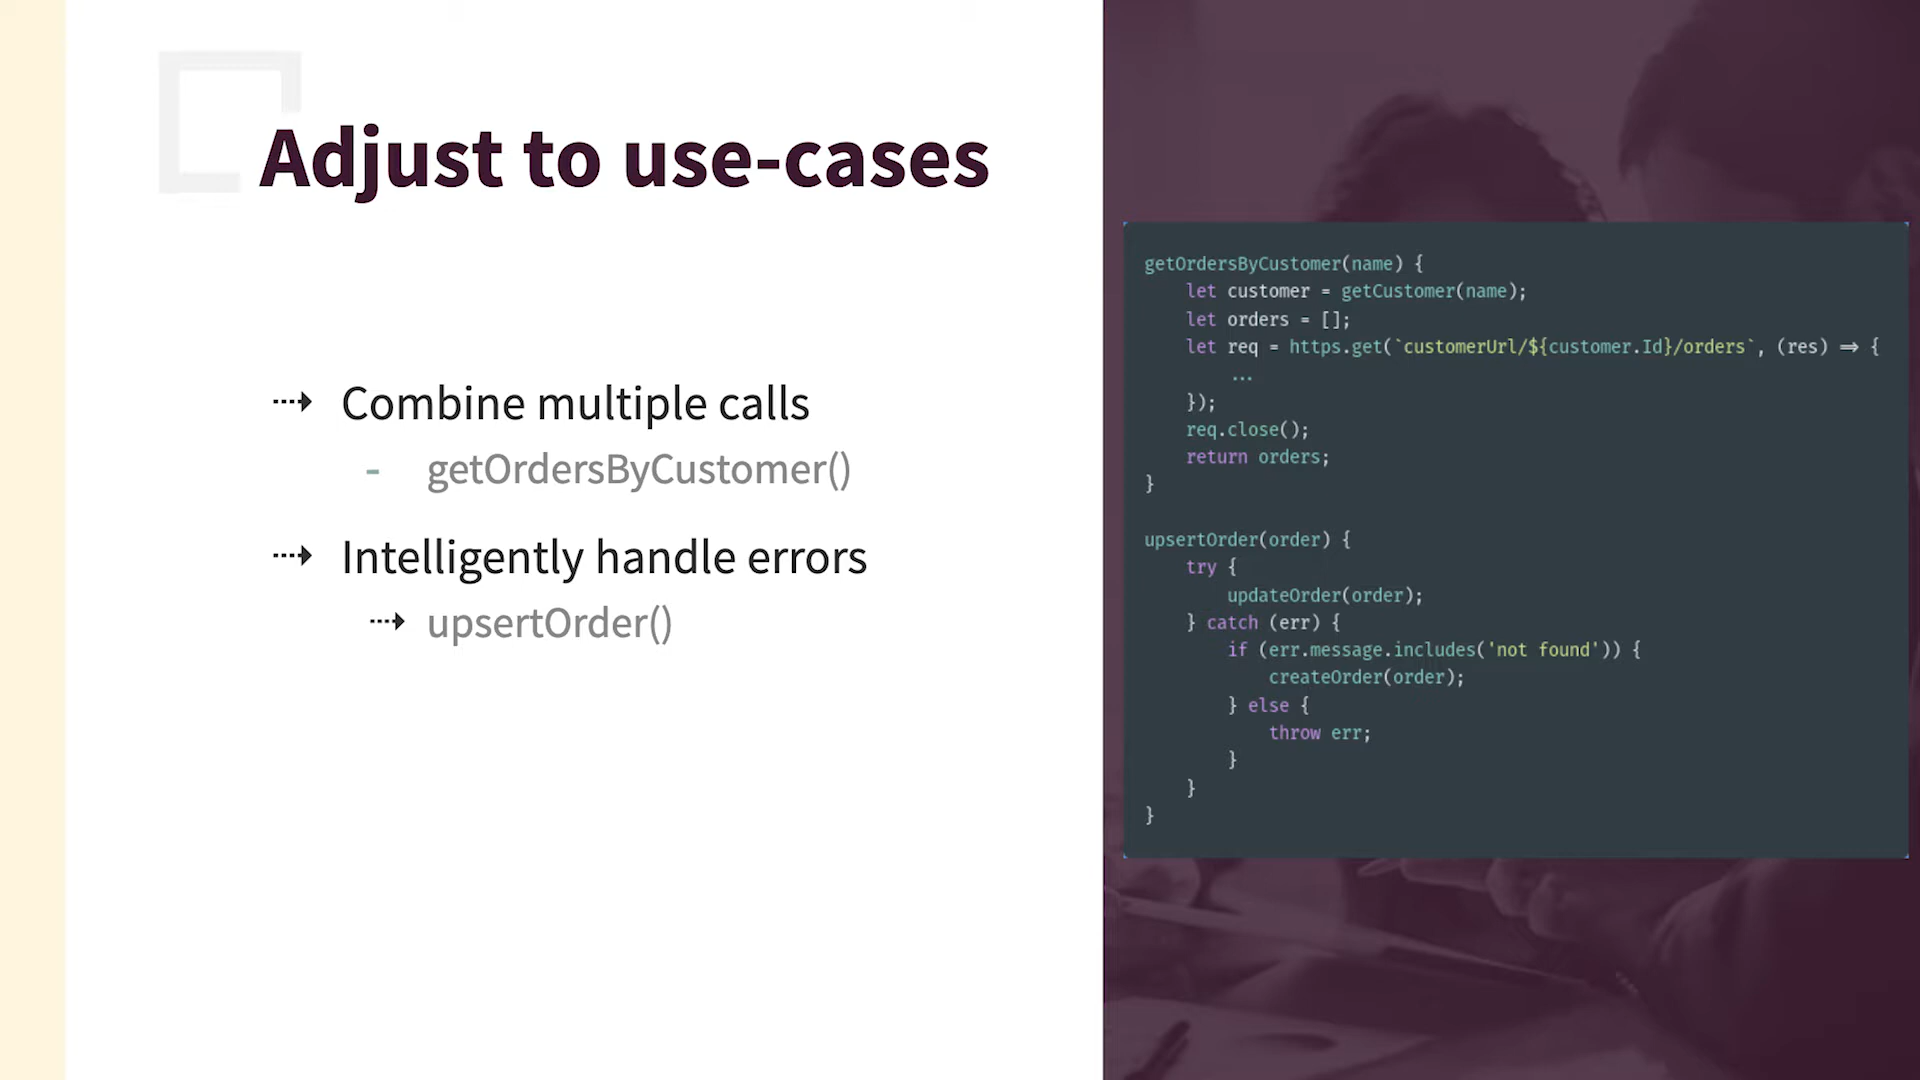 Adjust to use-cases
Combine multiple calls
- getOrdersByCustomer()
Intelligently handle errors
upsertOrder()
getOrdersByCustomer(name) {
    let customer = getCustomer(name);
    let orders = [];
    let req = https.get(`customerUrl/${customer.Id}/orders`, (res) => {
        ...
    });
    req.close();
    return orders;
}
upsertOrder(order) {
    try {
        updateOrder(order);
    } catch (err) {
        if (err.message.includes('not found')) {
            createOrder(order);
        } else {
            throw err;
        }
    }
}